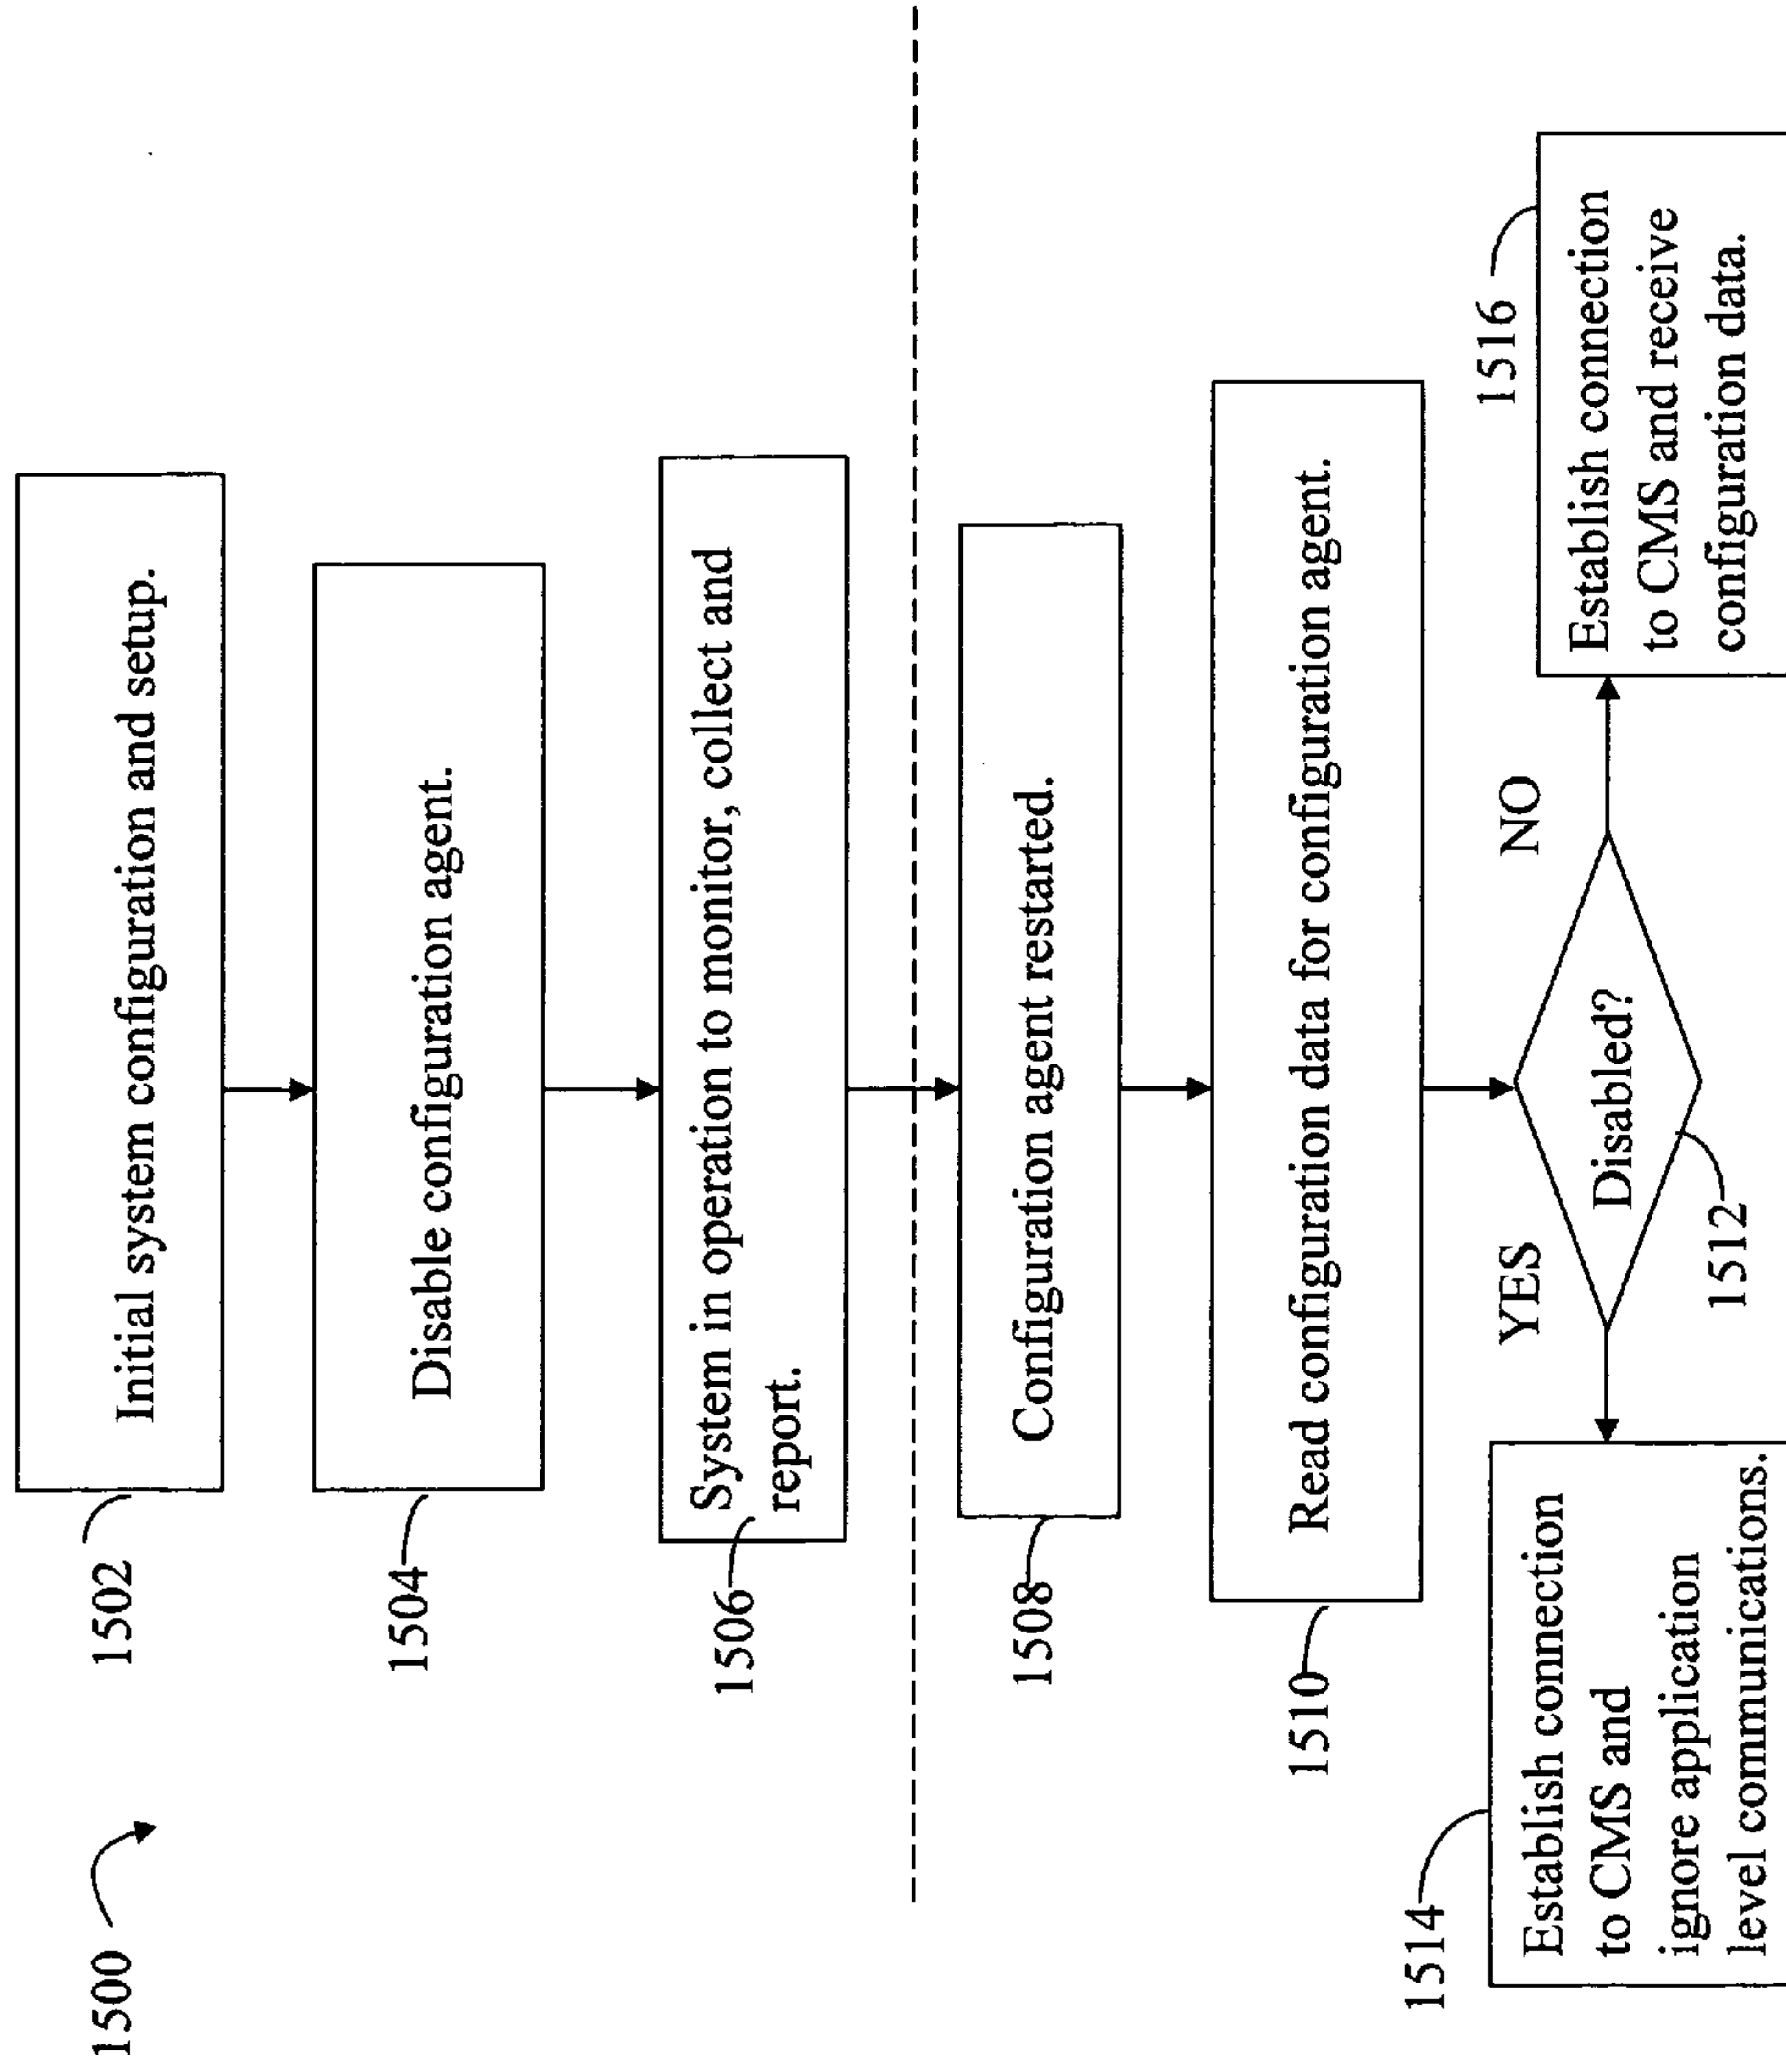 1500
1502
Initial system configuration and setup.
1504
Disable configuration agent.
1506
System in operation to monitor, collect and
report.
1508
Configuration agent restarted.
1510
Read configuration data for configuration agent.
YES
NO
Disabled?
1512
1514
Establish connection
to CMS and
ignore application
level communications.
1516
Establish connection
to CMS and receive
configuration data.